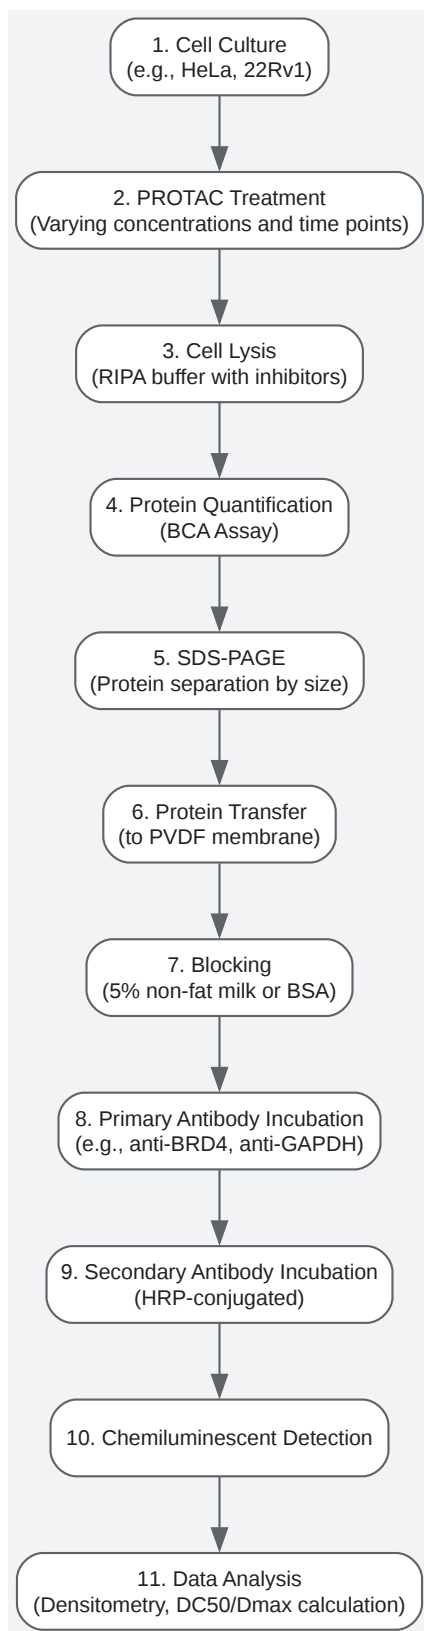 1. Cell Culture
(e.g., HeLa, 22Rv1)
2. PROTAC Treatment
(Varying concentrations and time points)
3. Cell Lysis
(RIPA buffer with inhibitors)
4. Protein Quantification
(BCA Assay)
5. SDS-PAGE
(Protein separation by size)
6. Protein Transfer
(to PVDF membrane)
7. Blocking
(5% non-fat milk or BSA)
8. Primary Antibody Incubation
(e.g., anti-BRD4, anti-GAPDH)
9. Secondary Antibody Incubation
(HRP-conjugated)
10. Chemiluminescent Detection
11. Data Analysis
(Densitometry, DC50/Dmax calculation)